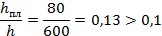 hпл/h = 80/600 = 0,13 > 0,1